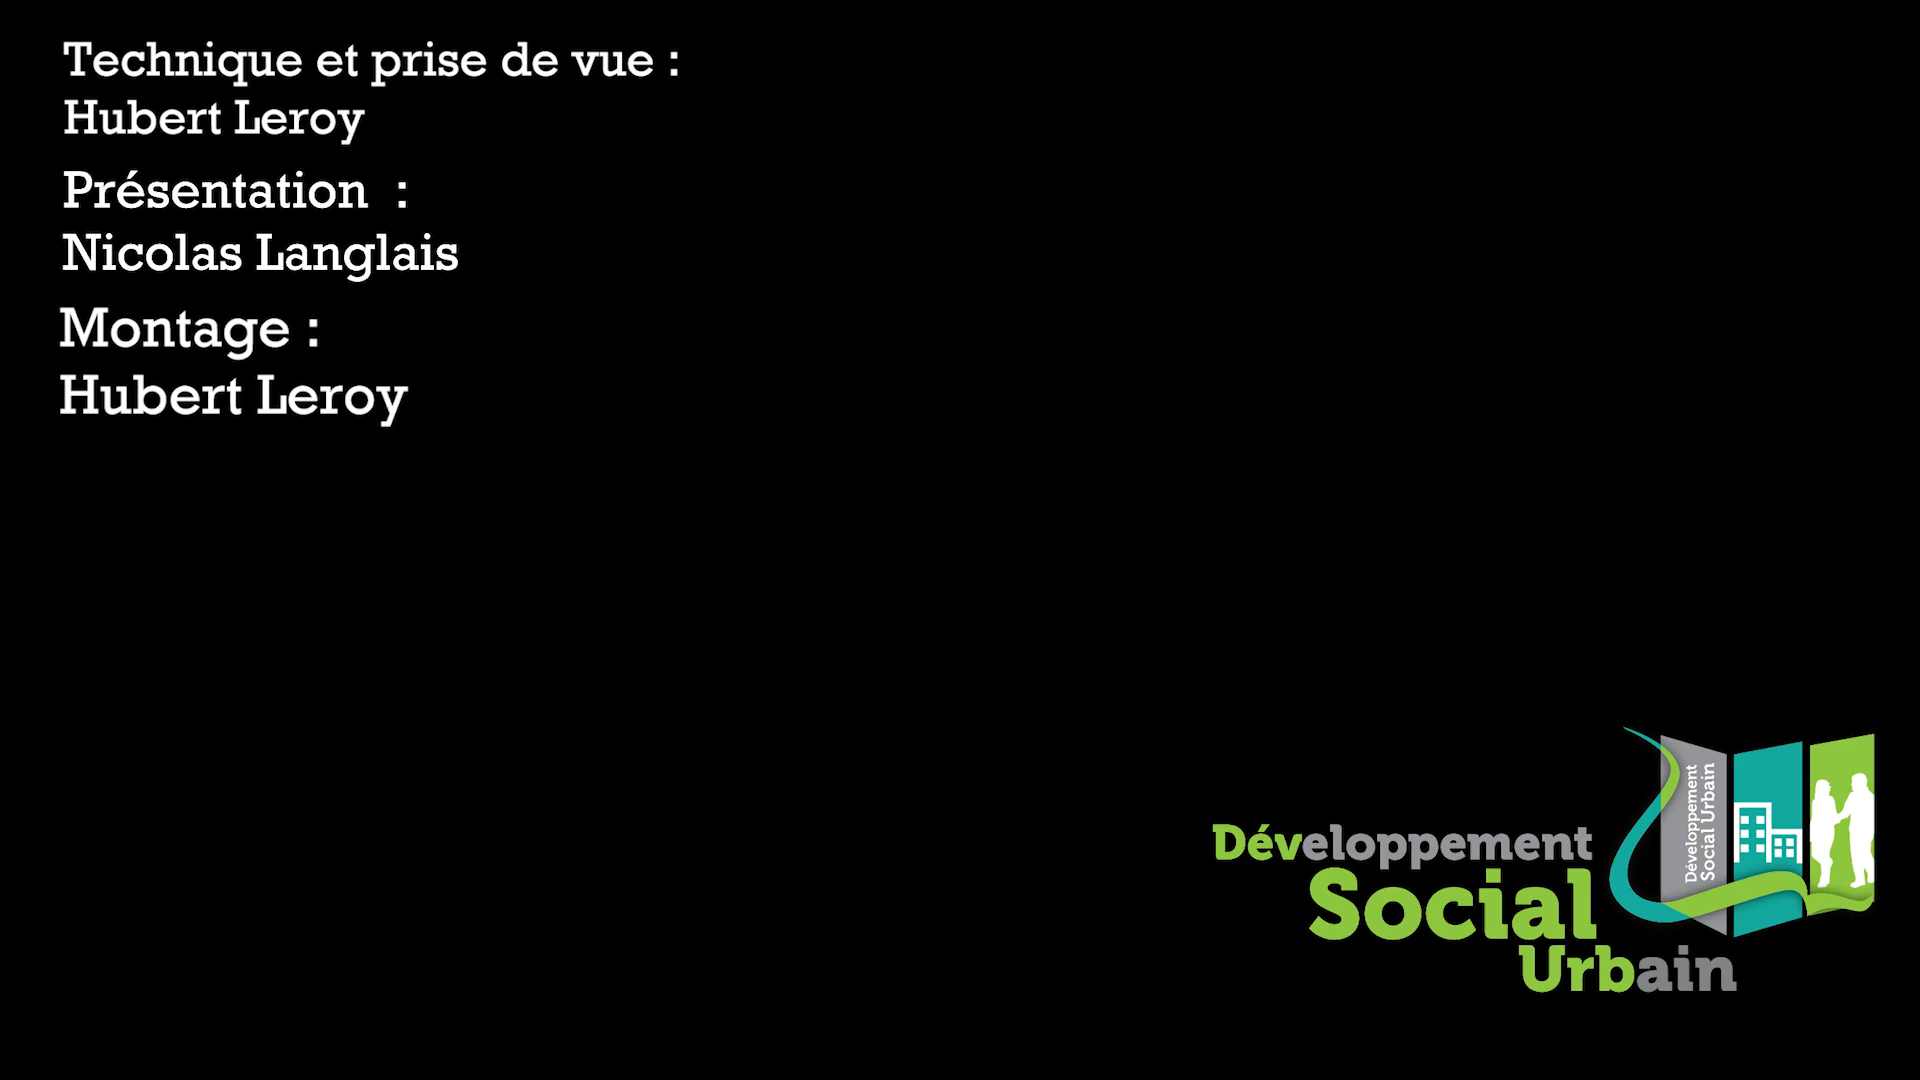 Technique et prise de vue :
Hubert Leroy
Présentation  :
Nicolas Langlais
Montage :
Hubert Leroy
Développement
Social
Urbain
Développement
Social Urbain